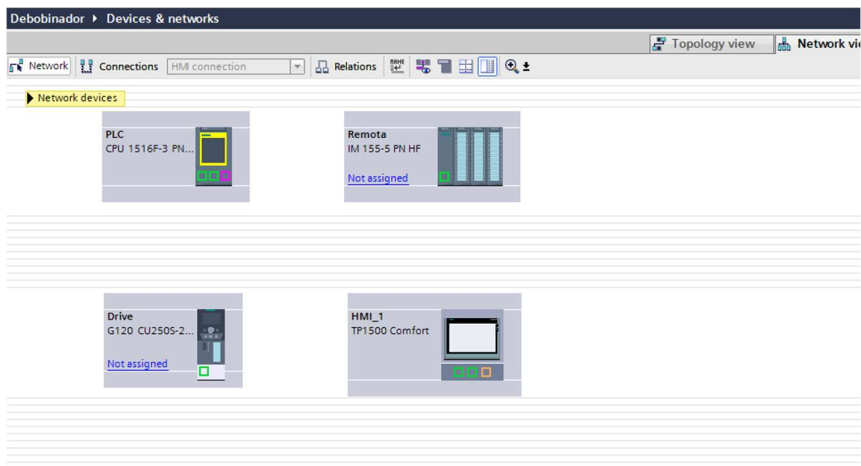 Debobinador ▸ Devices & networks
Topology view
Network vi
Network
Connections
HMI connection
Relations
Network devices
PLC
CPU 1516F-3 PN...
Remota
IM 155-5 PN HF
Not assigned
Drive
G120 CU250S-2...
Not assigned
HMI_1
TP1500 Comfort